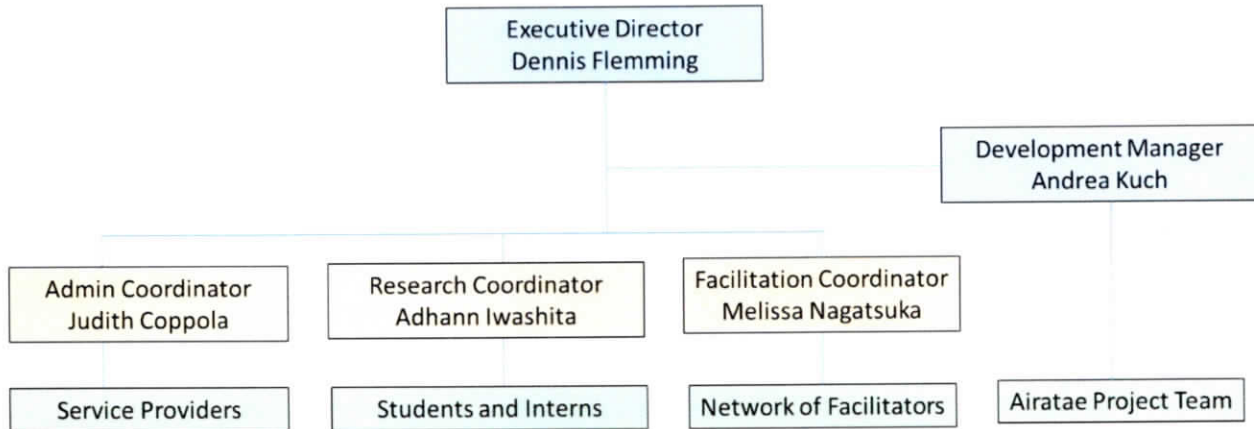 Executive Director
Dennis Flemming
Development Manager
Andrea Kuch
Admin Coordinator
Judith Coppola
Research Coordinator
Adhann Iwashita
Facilitation Coordinator
Melissa Nagatsuka
Service Providers
Students and Interns
Network of Facilitators
Airatae Project Team